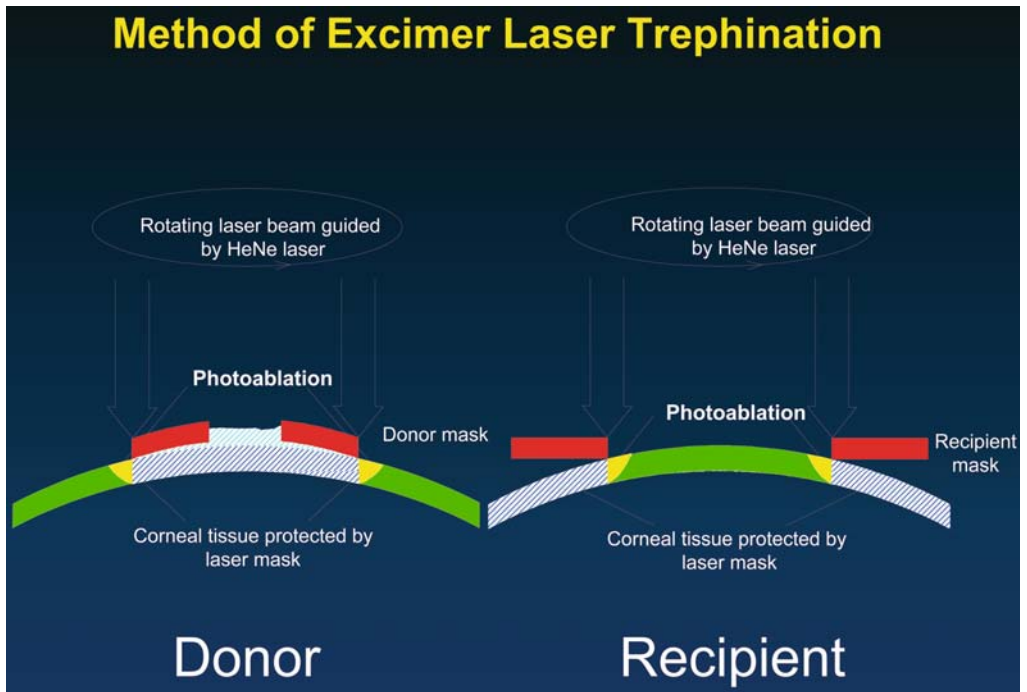 Method of Excimer Laser Trephination
Rotating laser beam guided
by HeNe laser
Photoablation
Donor mask
Corneal tissue protected by
laser mask
Donor
Rotating laser beam guided
by HeNe laser
Photoablation
Recipient
mask
Corneal tissue protected by
laser mask
Recipient